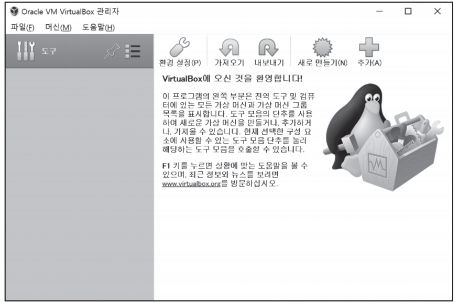 Oracle VM VirtualBox 관리자
파일(F) 머신(M) 도움말(H)
도구
환경 설정(P) 가져오기 내보내기 새로 만들기(N) 추가(A)
VirtualBox에 오신 것을 환영합니다!
이 프로그램의 왼쪽 부분은 전역 도구 및 컴퓨
터에 있는 모든 가상 머신과 가상 머신 그룹
목록을 표시합니다. 도구 모음의 단추를 사용
하여 새로운 가상 머신을 만들거나, 추가하거
나, 가져올 수 있습니다. 현재 선택한 구성 요
소에 사용할 수 있는 도구 모음 단추를 눌러
해당하는 도구 모음을 호출할 수 있습니다.
F1 키를 누르면 상황에 맞는 도움말을 볼 수
있으며, 최근 정보와 뉴스를 보려면
www.virtualbox.org를 방문하십시오.